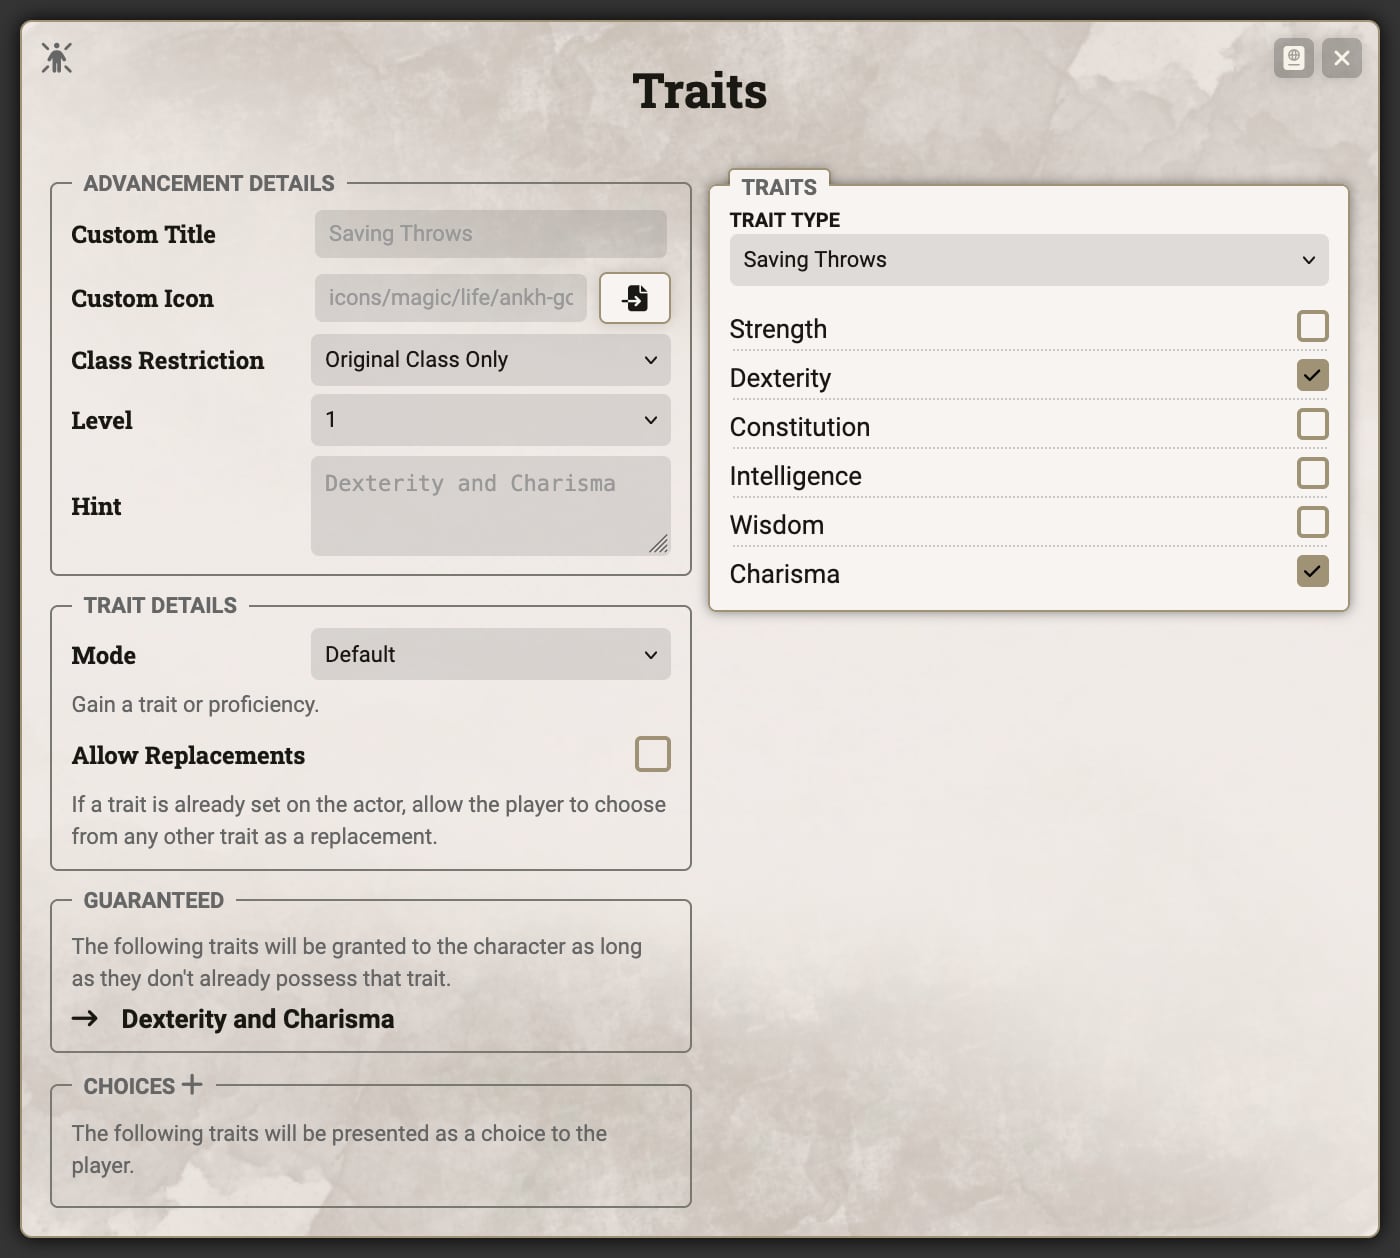 Traits
ADVANCEMENT DETAILS
Custom Title
Saving Throws
Custom Icon
icons/magic/life/ankh-gc
Class Restriction
Original Class Only
Level
1
Hint
Dexterity and Charisma
TRAIT DETAILS
Mode
Default
Gain a trait or proficiency.
Allow Replacements
If a trait is already set on the actor, allow the player to choose
from any other trait as a replacement.
GUARANTEED
The following traits will be granted to the character as long
as they don't already possess that trait.
Dexterity and Charisma
CHOICES
The following traits will be presented as a choice to the
player.
TRAITS
TRAIT TYPE
Saving Throws
Strength
Dexterity
Constitution
Intelligence
Wisdom
Charisma